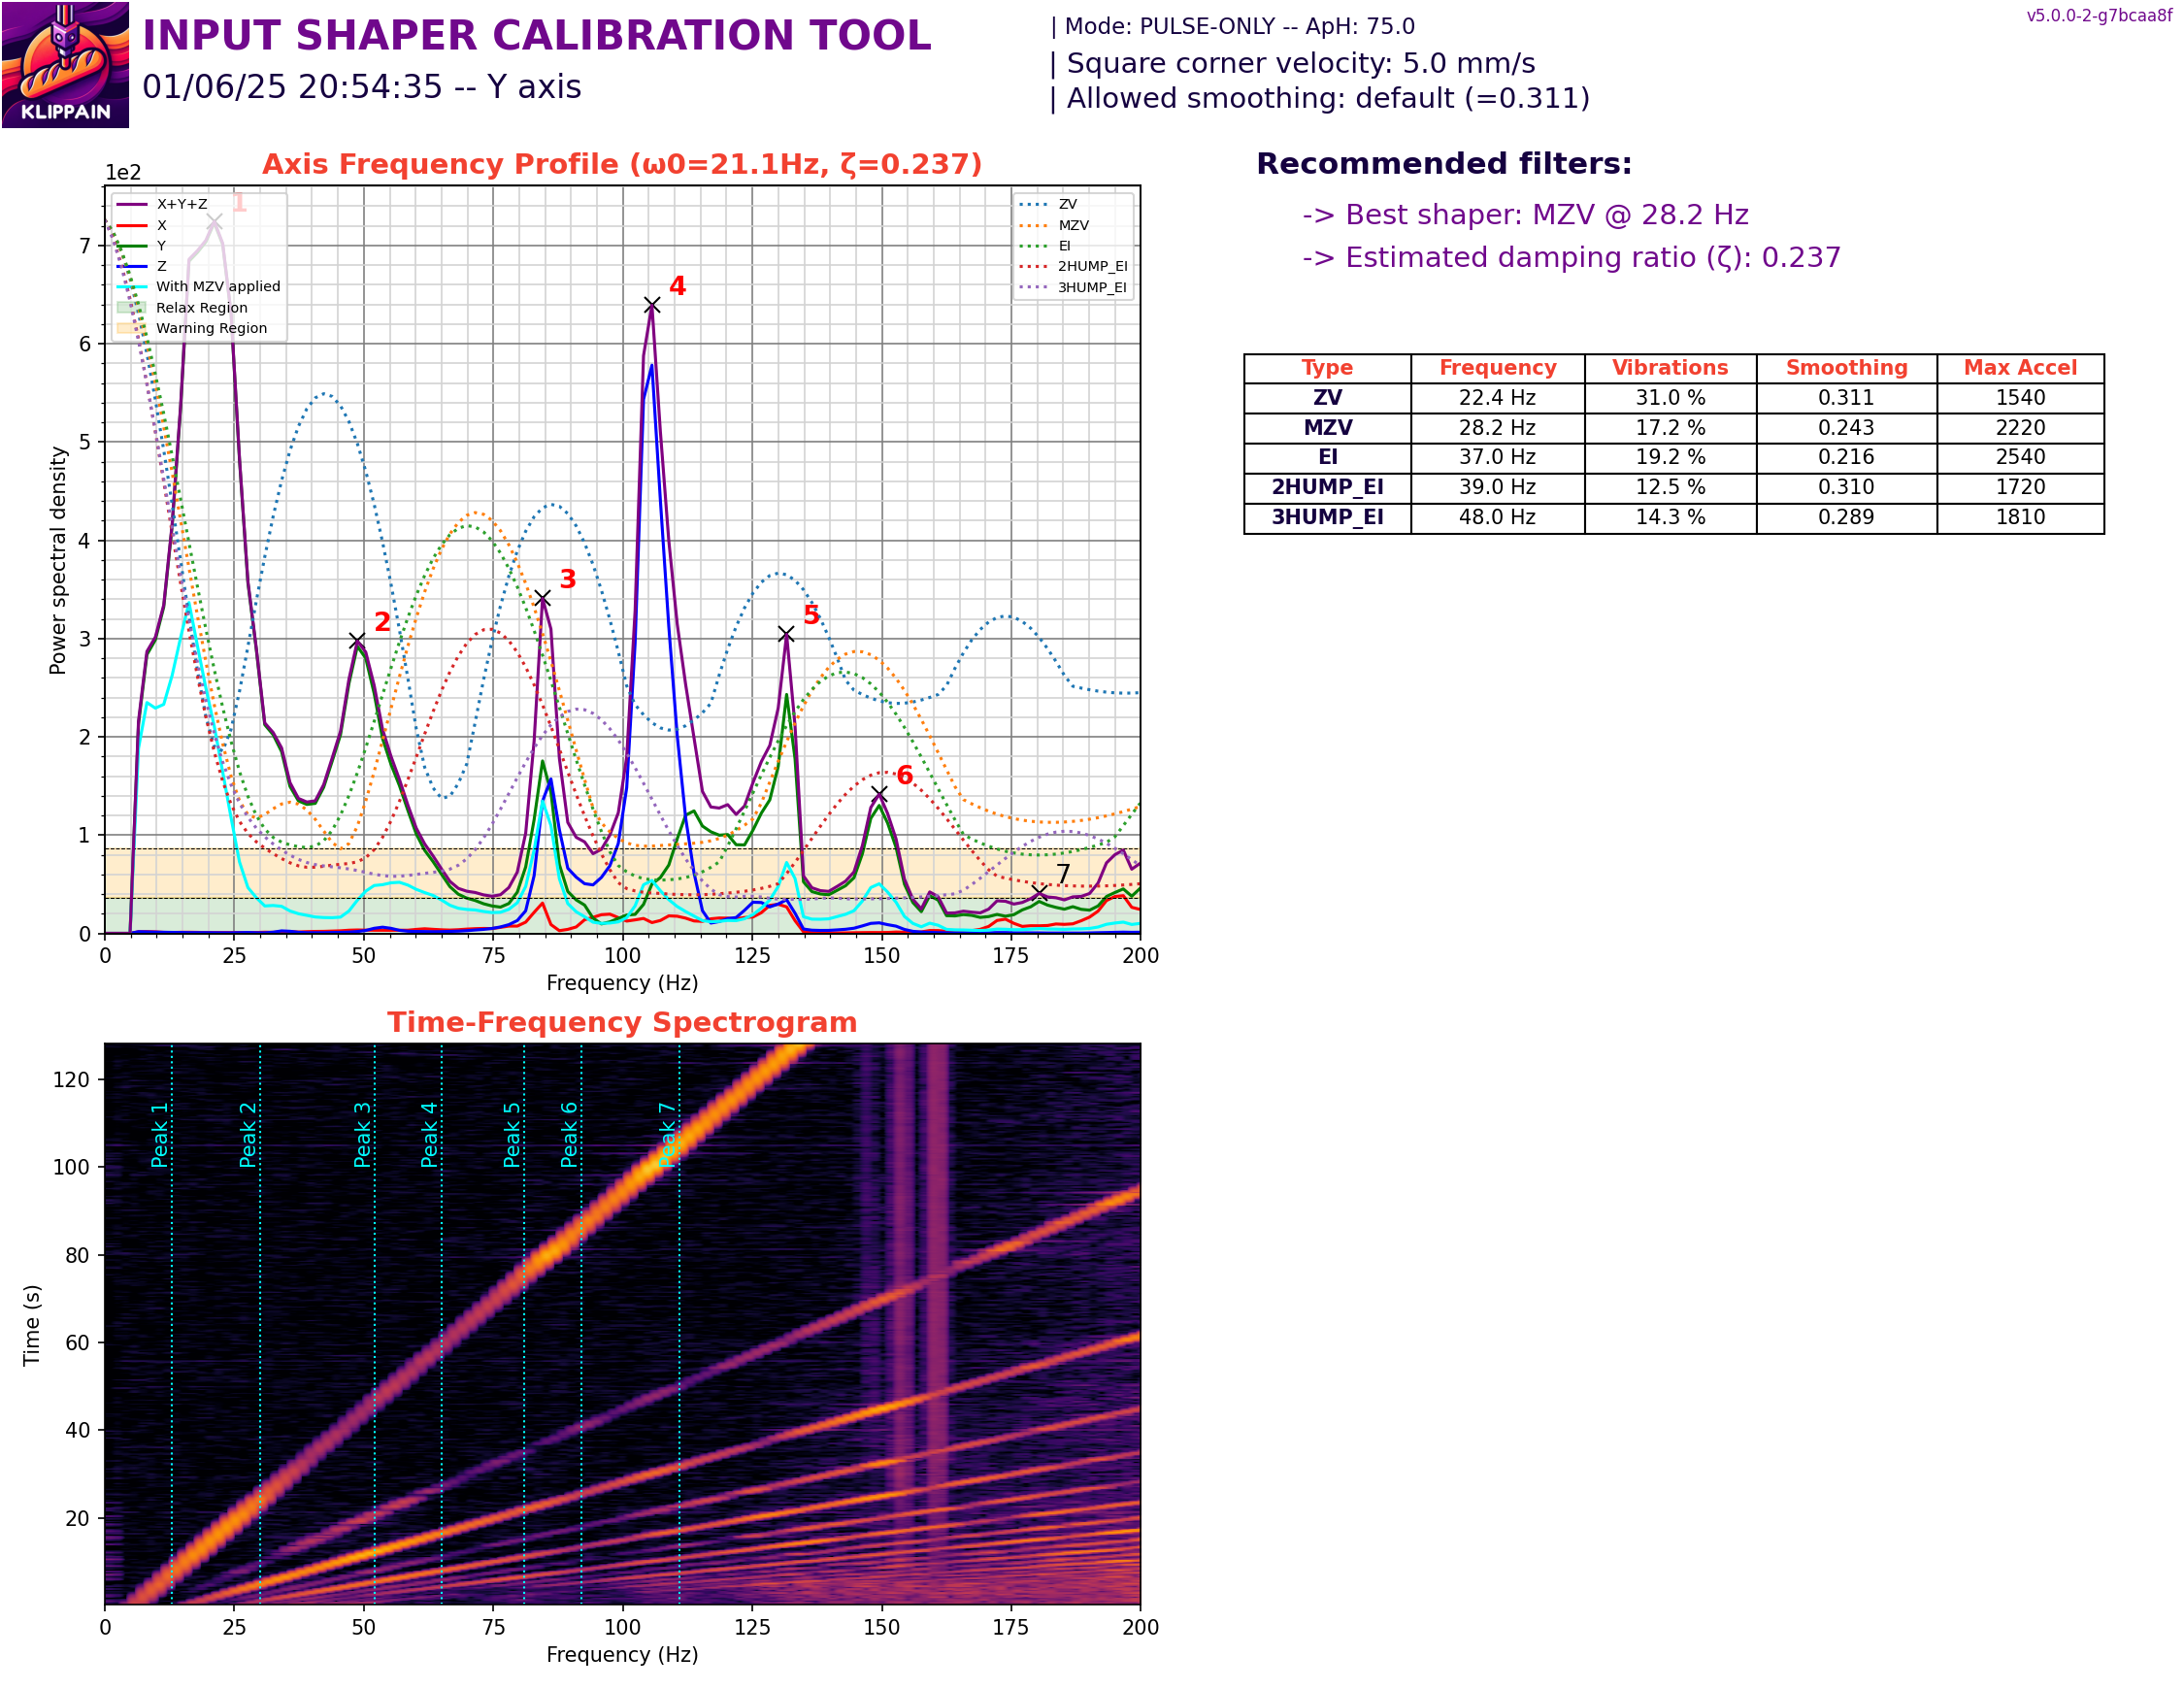 KLIPPAIN
INPUT SHAPER CALIBRATION TOOL
01/06/25 20:54:35 -- Y axis
| Mode: PULSE-ONLY -- ApH: 75.0
| Square corner velocity: 5.0 mm/s
| Allowed smoothing: default (=0.311)
v5.0.0-2-g7bcaa8f
Axis Frequency Profile (ω0=21.1Hz, ζ=0.237)
1e2
X+Y+Z
X
Y
Z
With MZV applied
Relax Region
Warning Region
ZV
MZV
EI
2HUMP_EI
3HUMP_EI
1
2
3
4
5
6
7
Power spectral density
7
6
5
4
3
2
1
0
0 25 50 75 100 125 150 175 200
Frequency (Hz)
Recommended filters:
-> Best shaper: MZV @ 28.2 Hz
-> Estimated damping ratio (ζ): 0.237
Type Frequency Vibrations Smoothing Max Accel
ZV 22.4 Hz 31.0 % 0.311 1540
MZV 28.2 Hz 17.2 % 0.243 2220
EI 37.0 Hz 19.2 % 0.216 2540
2HUMP_EI 39.0 Hz 12.5 % 0.310 1720
3HUMP_EI 48.0 Hz 14.3 % 0.289 1810
Time-Frequency Spectrogram
Peak 1
Peak 2
Peak 3
Peak 4
Peak 5
Peak 6
Peak 7
Time (s)
120
100
80
60
40
20
0 25 50 75 100 125 150 175 200
Frequency (Hz)